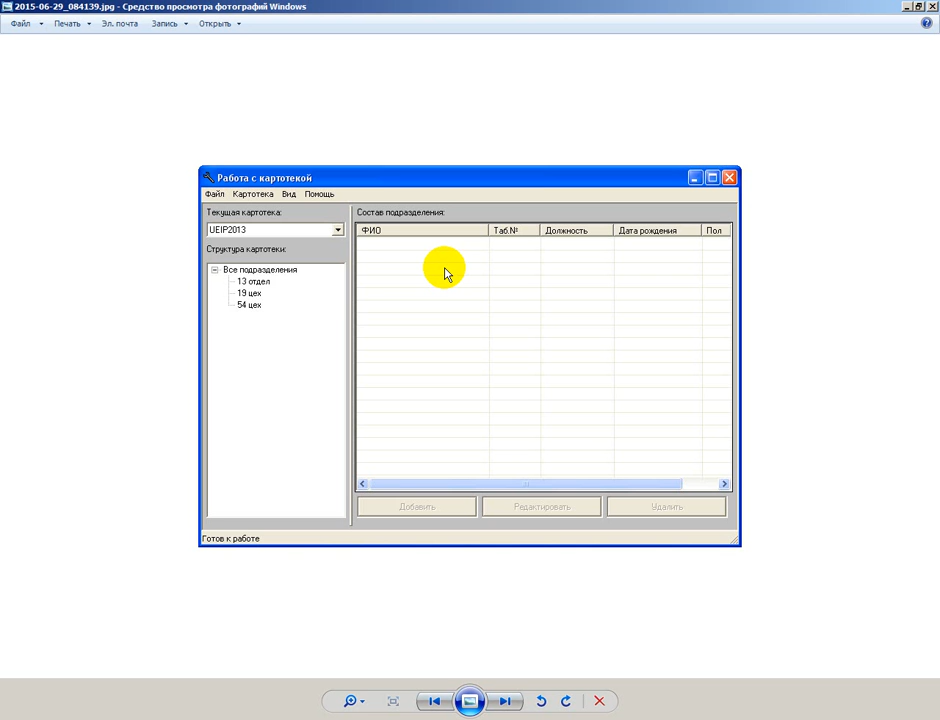 2015-06-29_084139.jpg - Средство просмотра фотографий Windows
Файл Печать Эл. почта Запись Открыть
Работа с картотекой
Файл Картотека Вид Помощь
Текущая картотека:
UEIP2013
Структура картотеки:
Все подразделения
13 отдел
19 цех
54 цех
Состав подразделения:
ФИО Таб.№ Должность Дата рождения Пол
Добавить Редактировать Удалить
Готов к работе